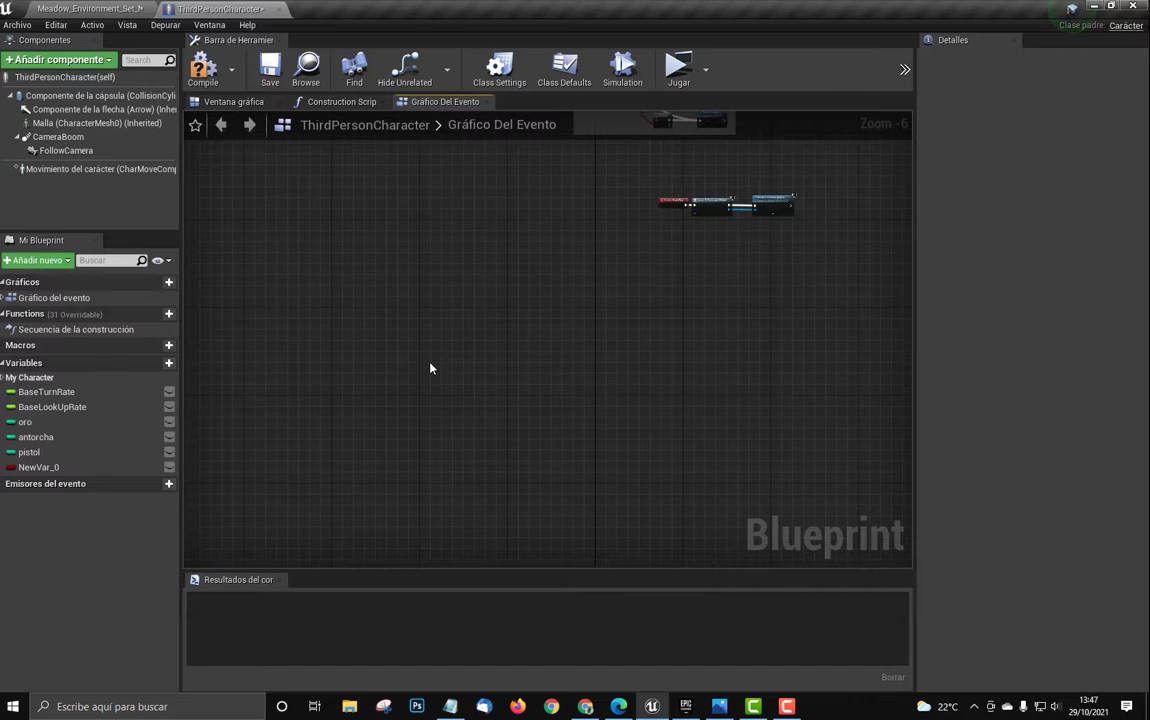 Meadow_Environment_Set_M*
ThirdPersonCharacter*
Archivo Editar Activo Vista Depurar Ventana Help
Clase padre: Carácter
Componentes
Barra de Herramier
Detalles
Añadir componente
Search
Compile Save Browse Find Hide Unrelated Class Settings Class Defaults Simulation Jugar
ThirdPersonCharacter(self)
Componente de la cápsula (CollisionCyli
Ventana gráfica Construction Scrip Gráfico Del Evento
Componente de la flecha (Arrow) (Inher
Malla (CharacterMesh0) (Inherited)
ThirdPersonCharacter > Gráfico Del Evento
Zoom -6
CameraBoom
FollowCamera
Movimiento del carácter (CharMoveComp
Mi Blueprint
Añadir nuevo
Buscar
Gráficos
Gráfico del evento
Functions (31 Overridable)
Secuencia de la construcción
Macros
Variables
My Character
BaseTurnRate
BaseLookUpRate
oro
antorcha
pistol
NewVar_0
Emisores del evento
Blueprint
Resultados del cor
Borrar
Escribe aquí para buscar
22°C
13:47
29/10/2021